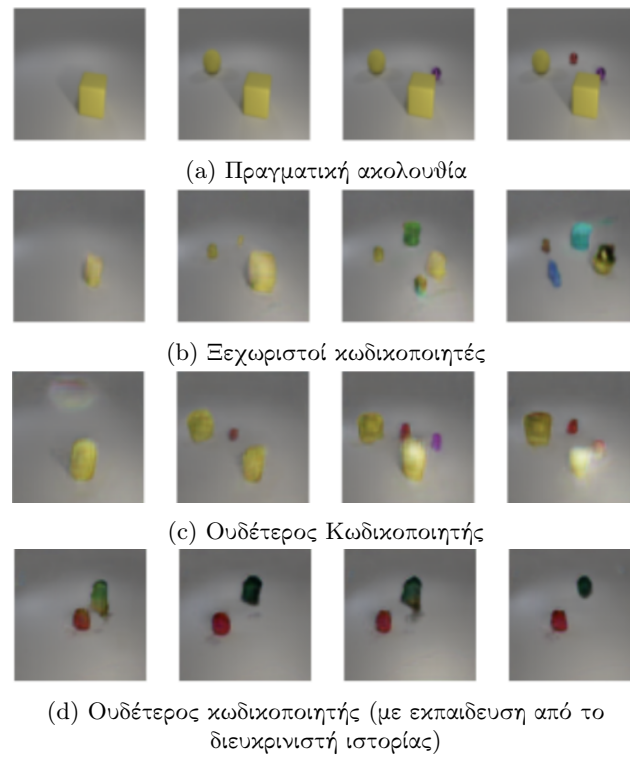 (a) Πραγματική ακολουθία
(b) Ξεχωριστοί κωδικοποιητές
(c) Ουδέτερος Κωδικοποιητής
(d) Ουδέτερος κωδικοποιητής (με εκπαιδευση από το
διευκρινιστή ιστορίας)